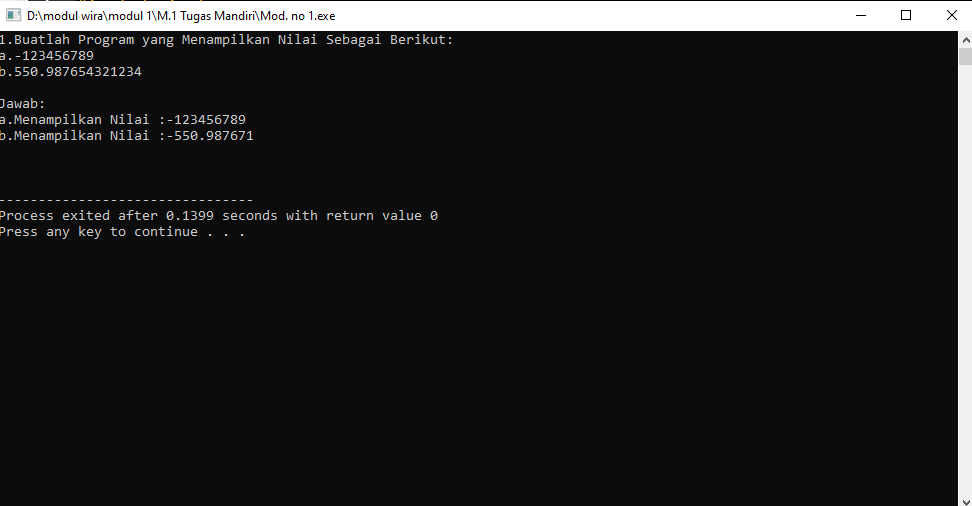 D:\modul wira\modul 1\M.1 Tugas Mandiri\Mod. no 1.exe
1.Buatlah Program yang Menampilkan Nilai Sebagai Berikut:
a.-123456789
b.550.987654321234
Jawab:
a.Menampilkan Nilai :-123456789
b.Menampilkan Nilai :-550.987671
--------------------------------
Process exited after 0.1399 seconds with return value 0
Press any key to continue . . .